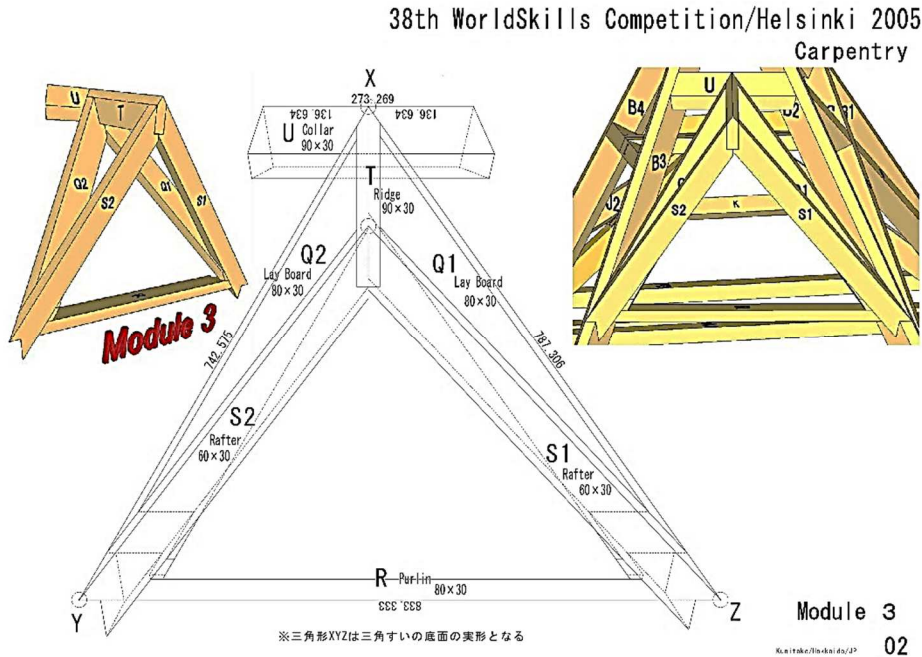 38th WorldSkills Competition/Helsinki 2005
Carpentry
U
T
Q2
Q1
S2
S1
Module 3
X
273.269
136.634
136.634
U Collar
90×30
T
Ridge
90×30
Q2
Lay Board
80×30
Q1
Lay Board
80×30
742.575
787.306
S2
Rafter
60×30
S1
Rafter
60×30
R Purlin
80×30
833.333
Y
Z
※三角形XYZは三角すいの底面の実形となる
U
B4
B3
S2
S1
K
Module 3
02